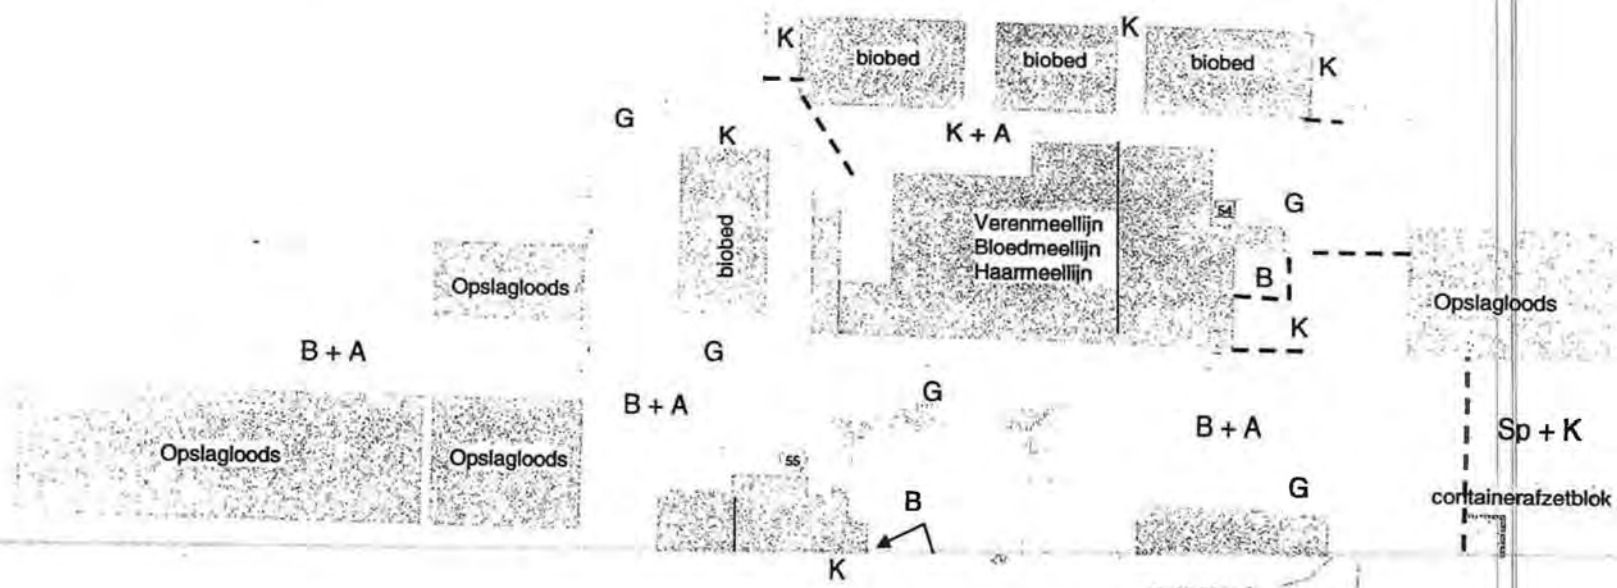 K
K
biobed
biobed
biobed
K
G
K
K + A
biobed
Verenmeellijn
Bloedmeellijn
Haarmeellijn
54
G
B
K
Opslagloods
Opslagloods
B + A
G
G
B + A
B + A
Sp + K
Opslagloods
Opslagloods
55
B
G
containerafzetblok
K